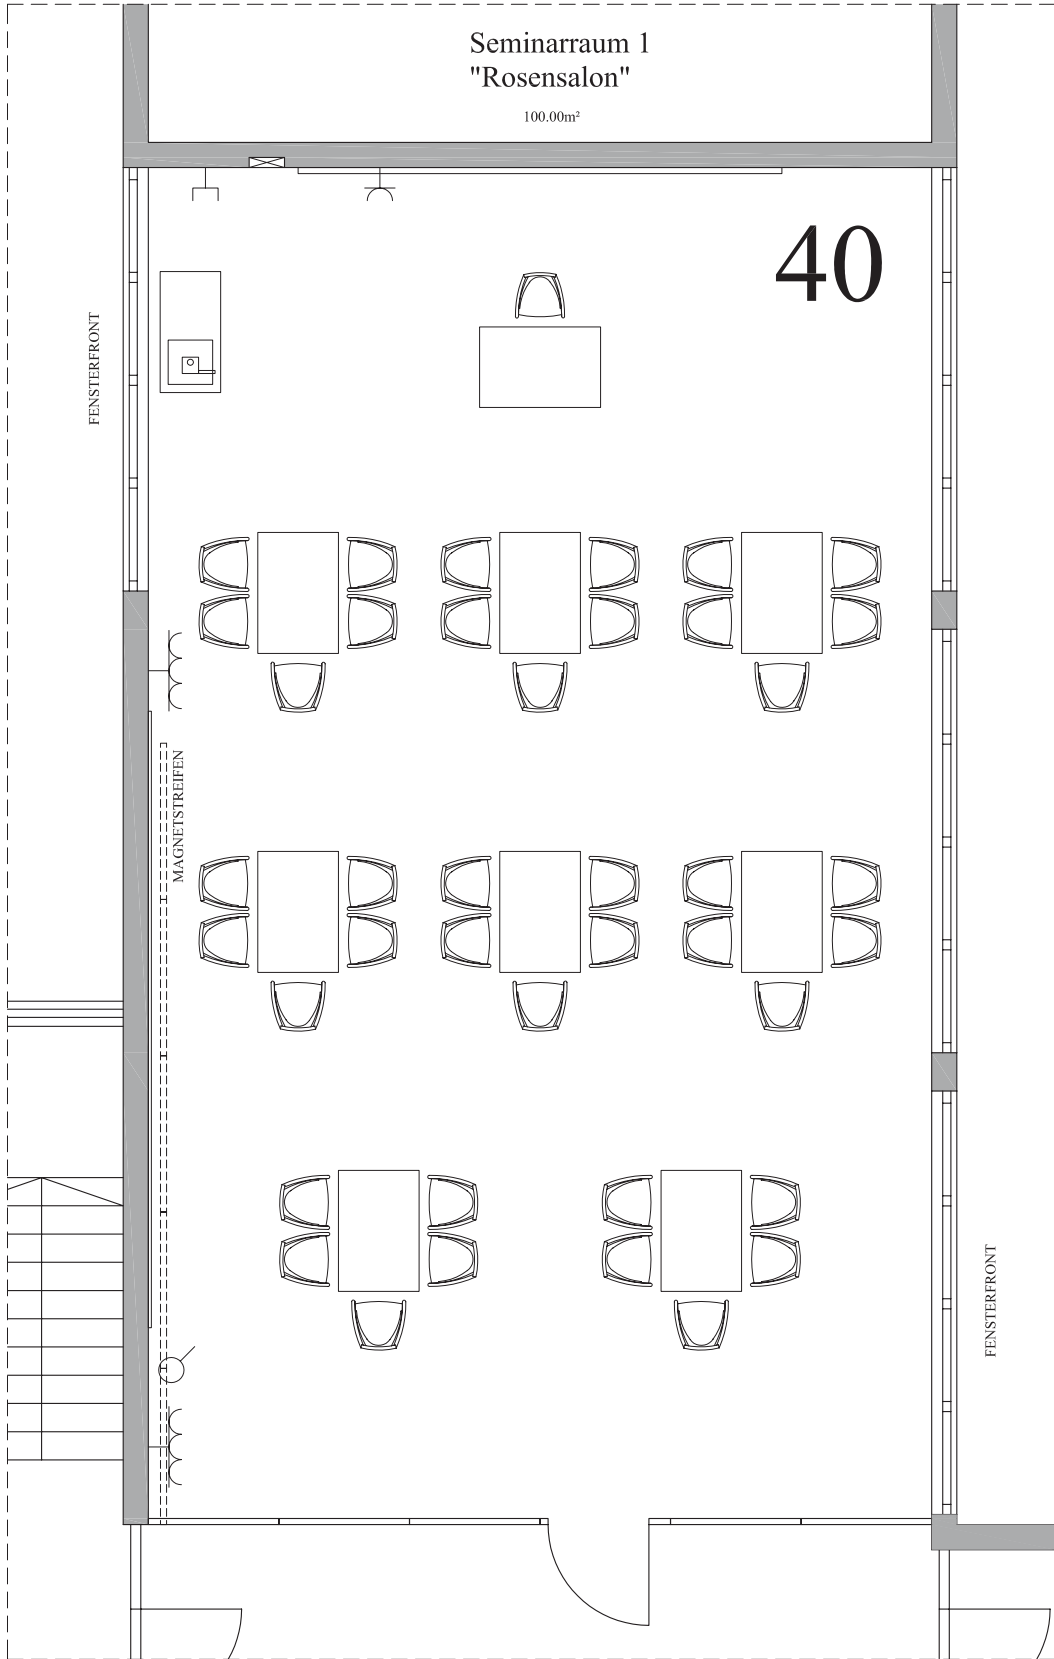 Seminarraum 1
"Rosensalon"
100.00m²
40
FENSTERFRONT
MAGNETSTREIFEN
FENSTERFRONT